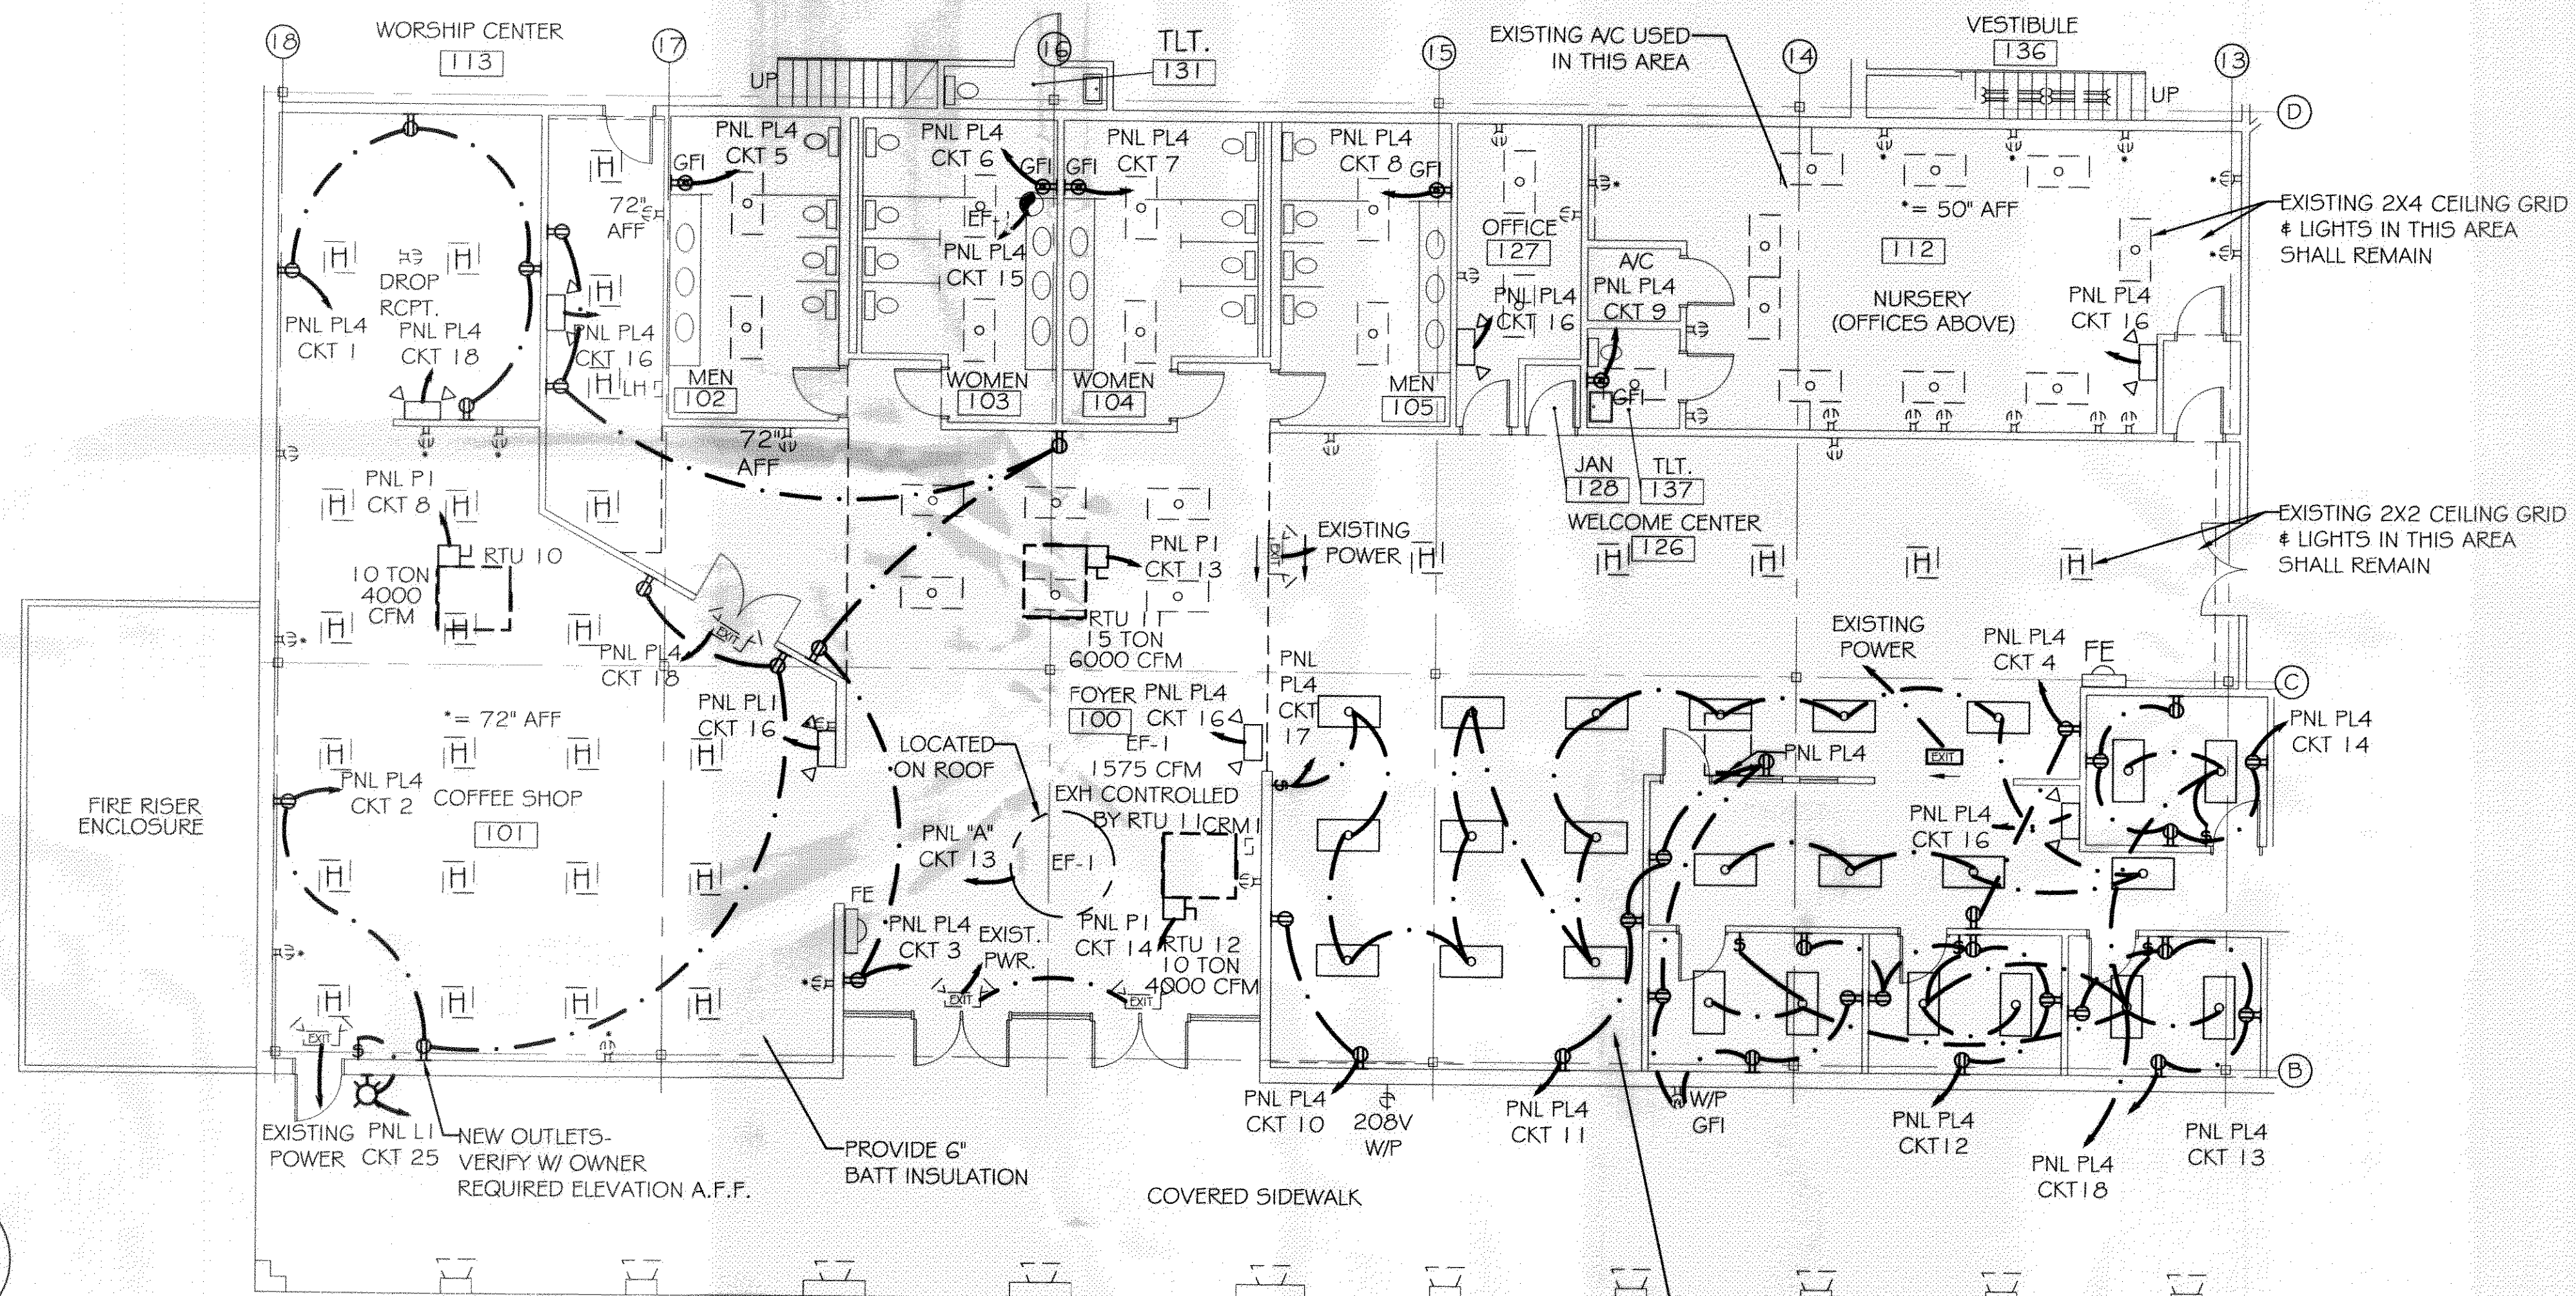 18
WORSHIP CENTER
113
17
16
TLT.
131
UP
15
EXISTING A/C USED
IN THIS AREA
14
VESTIBULE
136
13
UP
D
PNL PL4
CKT 5
GFI
PNL PL4
CKT 6
GFI
GFI
PNL PL4
CKT 7
PNL PL4
CKT 8
GFI
72"
AFF
EF-1
PNL PL4
CKT 15
OFFICE
127
*= 50" AFF
112
EXISTING 2X4 CEILING GRID
& LIGHTS IN THIS AREA
SHALL REMAIN
DROP
RCPT.
PNL PL4
CKT 1
PNL PL4
CKT 18
PNL PL4
CKT 16
LH
A/C
PNL PL4
CKT 9
PNL PL4
CKT 16
NURSERY
(OFFICES ABOVE)
PNL PL4
CKT 16
MEN
102
WOMEN
103
WOMEN
104
MEN
105
GFI
72"
AFF
PNL P1
CKT 8
RTU 10
10 TON
4000
CFM
JAN
128
TLT.
137
WELCOME CENTER
126
EXIT
EXISTING
POWER
PNL P1
CKT 13
RTU 11
15 TON
6000 CFM
EXISTING 2X2 CEILING GRID
& LIGHTS IN THIS AREA
SHALL REMAIN
EXIT
PNL PL4
CKT 18
PNL
PL4
CKT
17
EXISTING
POWER
PNL PL4
CKT 4
FE
C
*= 72" AFF
PNL PL1
CKT 16
FOYER
100
PNL PL4
CKT 16
PNL PL4
CKT 14
LOCATED
ON ROOF
EF-1
1575 CFM
EXH CONTROLLED
BY RTU 11
CRM1
PNL PL4
EXIT
PNL PL4
CKT 2
COFFEE SHOP
101
FIRE RISER
ENCLOSURE
PNL "A"
CKT 13
EF-1
PNL PL4
CKT 16
FE
PNL PL4
CKT 3
EXIST.
PWR.
PNL P1
CKT 14
RTU 12
10 TON
4000 CFM
EXIT
EXIT
EXIT
$
B
EXISTING
POWER
PNL L1
CKT 25
NEW OUTLETS-
VERIFY W/ OWNER
REQUIRED ELEVATION A.F.F.
PROVIDE 6"
BATT INSULATION
PNL PL4
CKT 10
208V
W/P
PNL PL4
CKT 11
W/P
GFI
PNL PL4
CKT12
PNL PL4
CKT18
PNL PL4
CKT 13
COVERED SIDEWALK